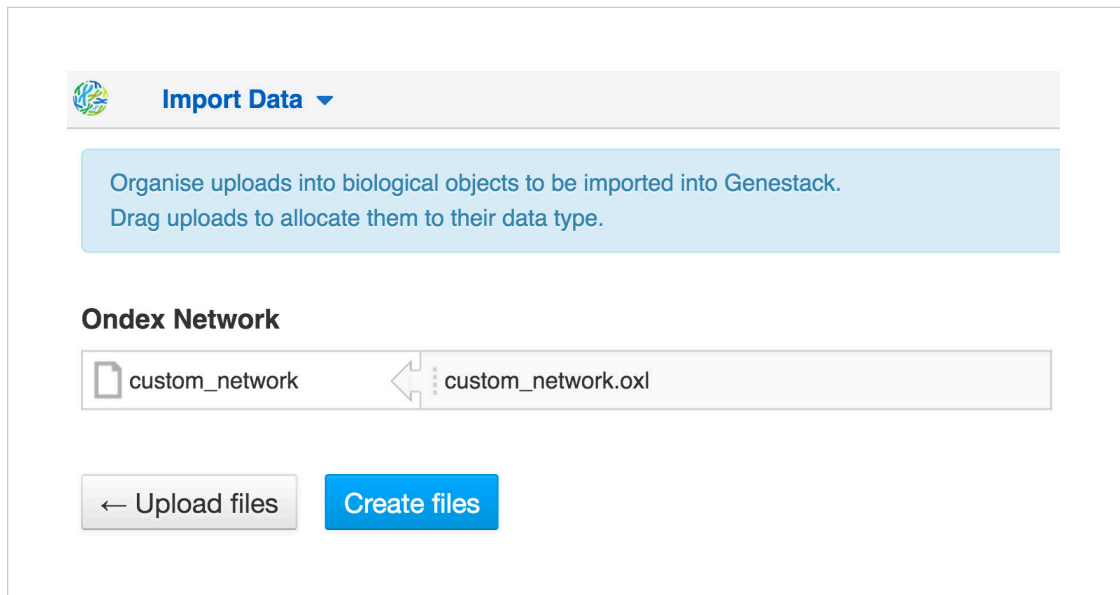 Import Data
Organise uploads into biological objects to be imported into Genestack.
Drag uploads to allocate them to their data type.
Ondex Network
custom_network custom_network.oxl
← Upload files Create files